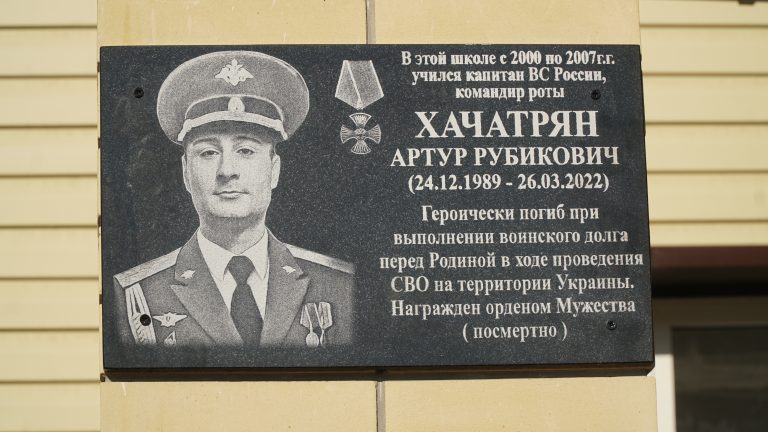 В этой школе с 2000 по 2007г.г.
учился капитан ВС России,
командир роты
ХАЧАТРЯН
АРТУР РУБИКОВИЧ
(24.12.1989 - 26.03.2022)
Героически погиб при
выполнении воинского долга
перед Родиной в ходе проведения
СВО на территории Украины.
Награжден орденом Мужества
( посмертно )